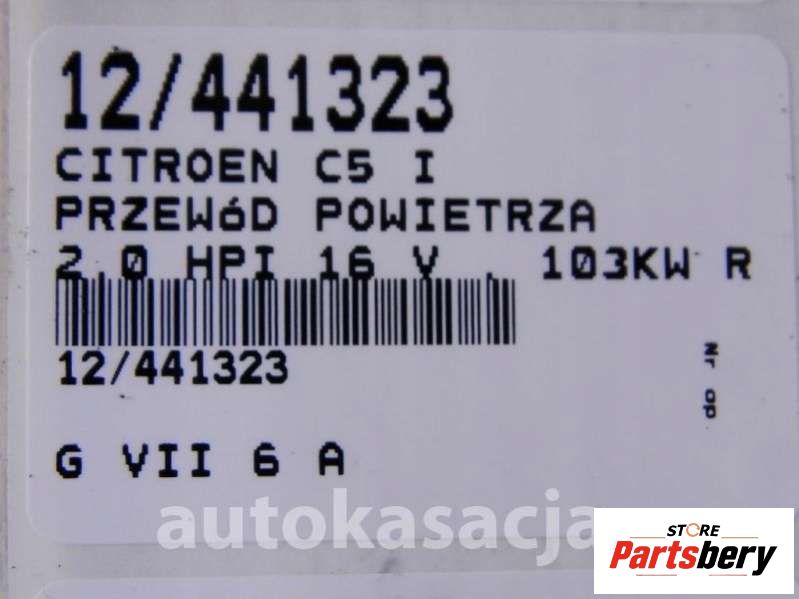 12/441323
CITROEN C5 I
PRZEWóD POWIETRZA
2.0 HPI 16 V . 103KW R
12/441323
Nr op
G VII 6 A
autokasacja
STORE
Partsbery